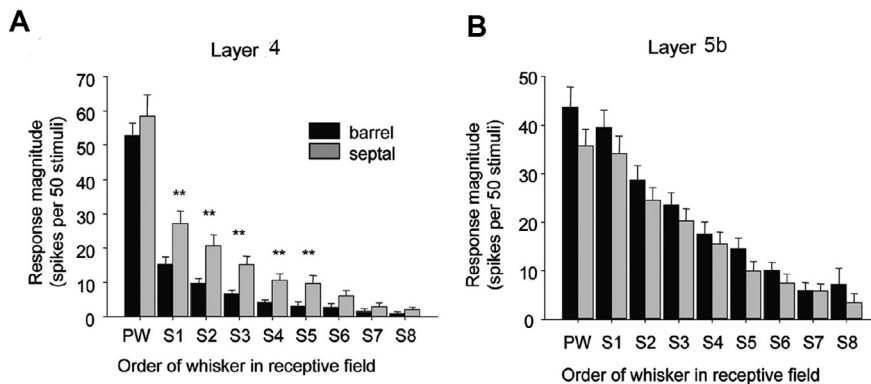 A
Layer 4
Response magnitude
(spikes per 50 stimuli)
70
60
50
40
30
20
10
0
barrel
septal
**
**
**
**
**
PW S1 S2 S3 S4 S5 S6 S7 S8
Order of whisker in receptive field
B
Layer 5b
Response magnitude
(spikes per 50 stimuli)
50
40
30
20
10
0
PW S1 S2 S3 S4 S5 S6 S7 S8
Order of whisker in receptive field